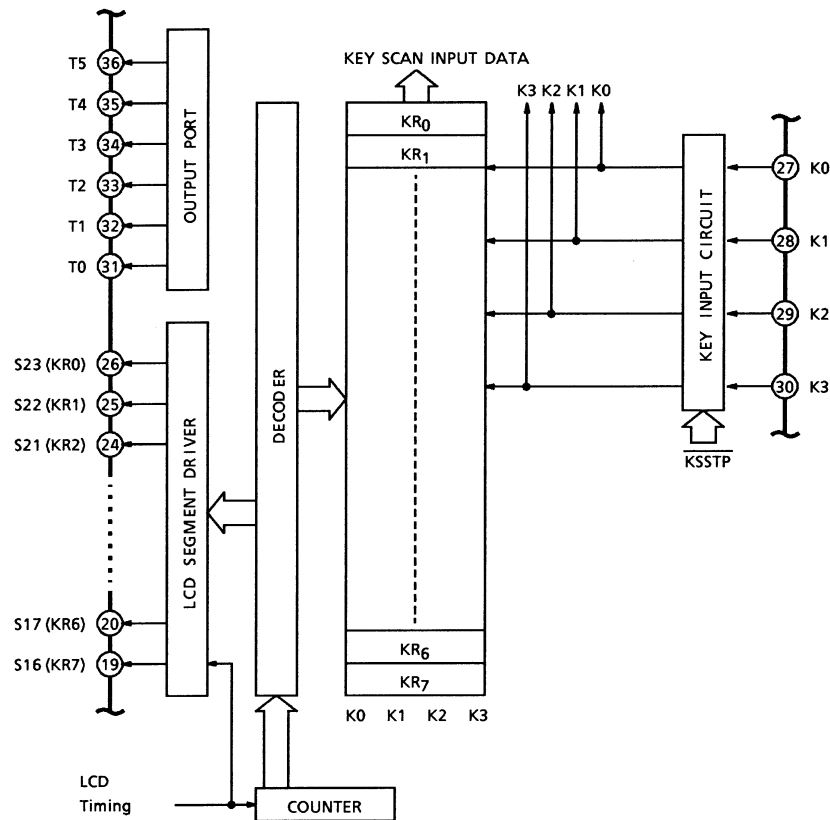 KEY SCAN INPUT DATA
K3 K2 K1 K0
T5 36
T4 35
T3 34
T2 33
T1 32
T0 31
OUTPUT PORT
S23 (KR0) 26
S22 (KR1) 25
S21 (KR2) 24
S17 (KR6) 20
S16 (KR7) 19
LCD SEGMENT DRIVER
DECODER
KR0
KR1
KR6
KR7
K0 K1 K2 K3
KEY INPUT CIRCUIT
27 K0
28 K1
29 K2
30 K3
KSSTP
LCD
Timing
COUNTER